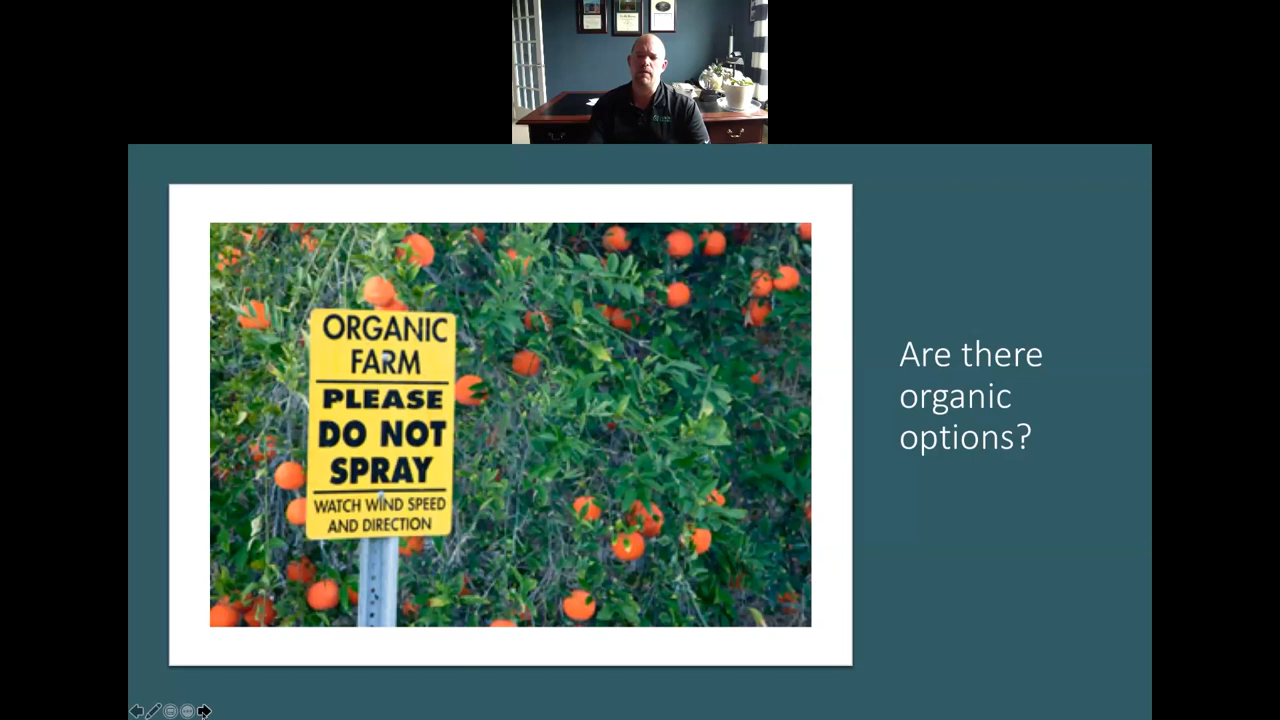 ORGANIC
FARM
PLEASE
DO NOT
SPRAY
WATCH WIND SPEED
AND DIRECTION
Are there
organic
options?